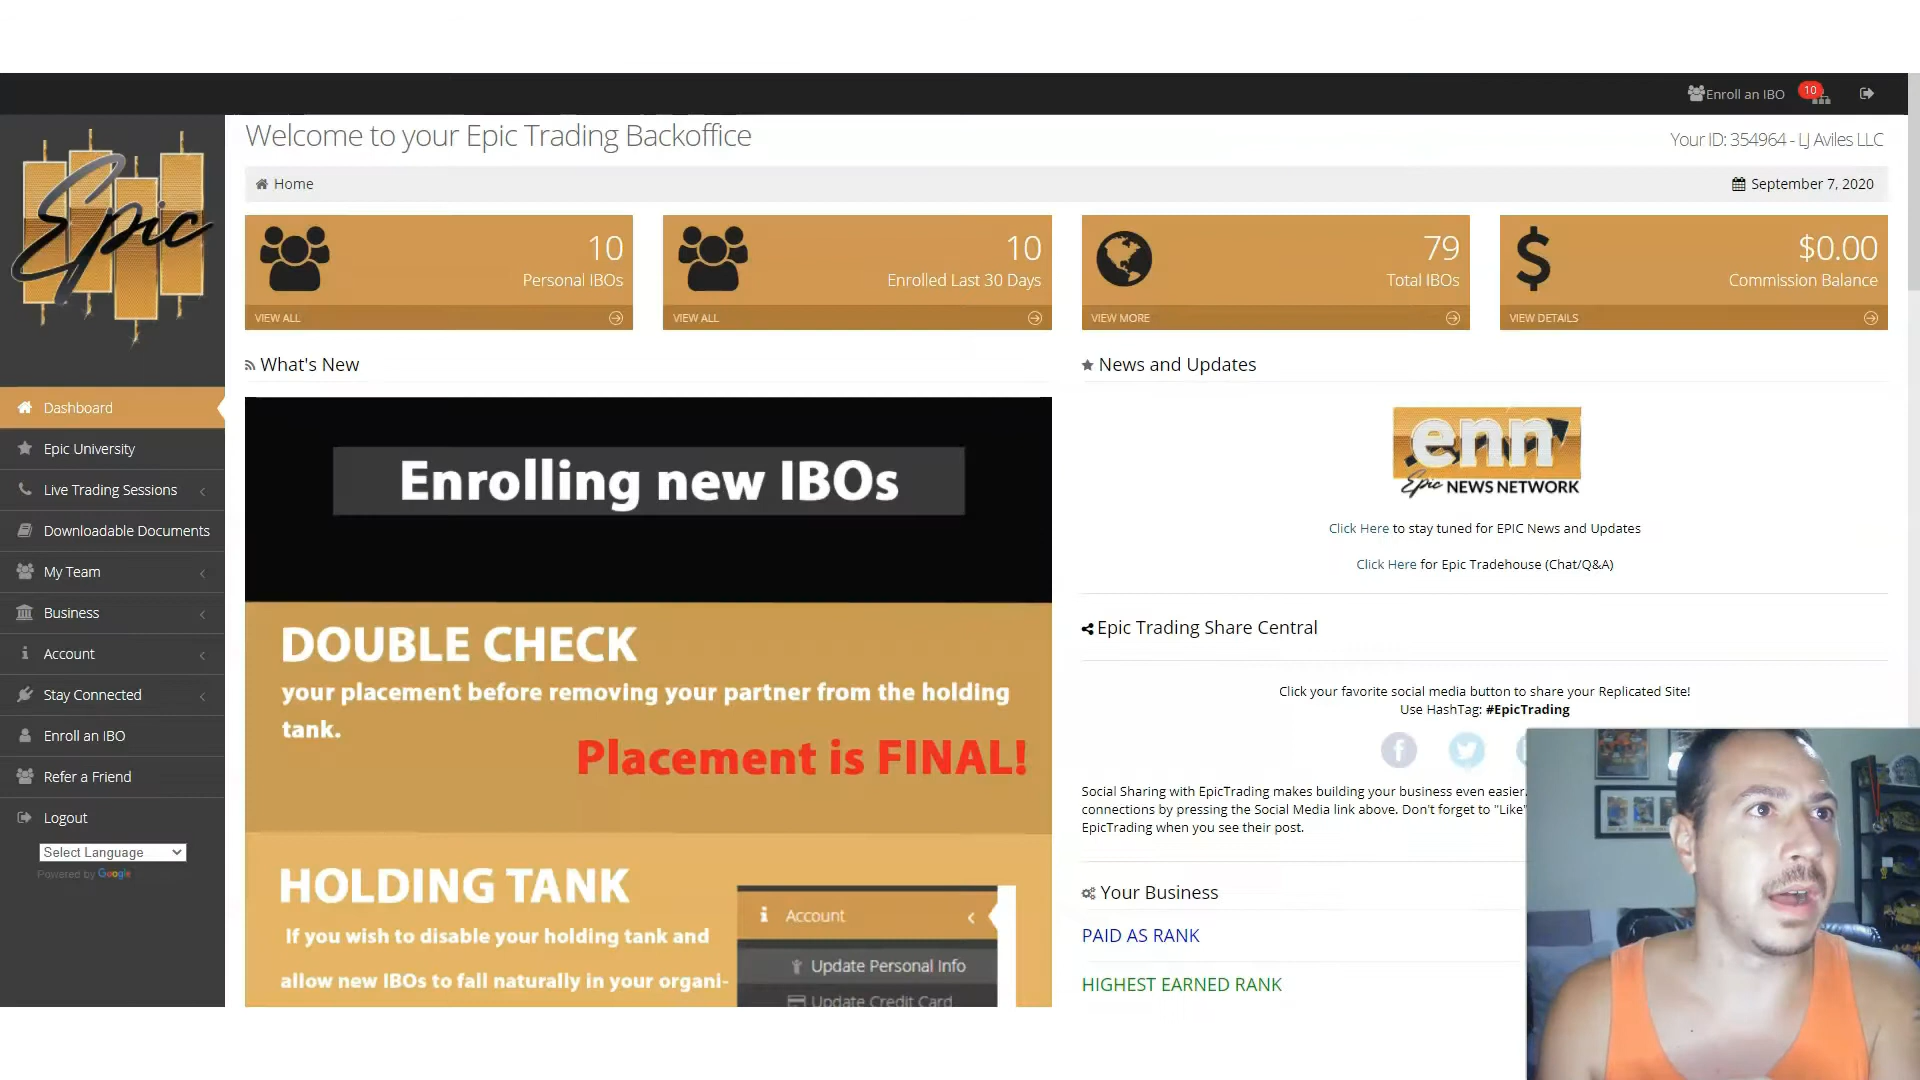 Enroll an IBO
10
Epic
Welcome to your Epic Trading Backoffice
Your ID: 354964 - LJ Aviles LLC
Home
September 7, 2020
10
Personal IBOs
VIEW ALL
10
Enrolled Last 30 Days
VIEW ALL
79
Total IBOs
VIEW MORE
$0.00
Commission Balance
VIEW DETAILS
Dashboard
Epic University
Live Trading Sessions
Downloadable Documents
My Team
Business
Account
Stay Connected
Enroll an IBO
Refer a Friend
Logout
Select Language
Powered by Google
What's New
Enrolling new IBOs
DOUBLE CHECK
your placement before removing your partner from the holding
tank.
Placement is FINAL!
HOLDING TANK
If you wish to disable your holding tank and
allow new IBOs to fall naturally in your organi-
Account
Update Personal Info
Update Credit Card
News and Updates
enn
Epic NEWS NETWORK
Click Here to stay tuned for EPIC News and Updates
Click Here for Epic Tradehouse (Chat/Q&A)
Epic Trading Share Central
Click your favorite social media button to share your Replicated Site!
Use HashTag: #EpicTrading
Social Sharing with EpicTrading makes building your business even easier.
connections by pressing the Social Media link above. Don't forget to "Like"
EpicTrading when you see their post.
Your Business
PAID AS RANK
HIGHEST EARNED RANK